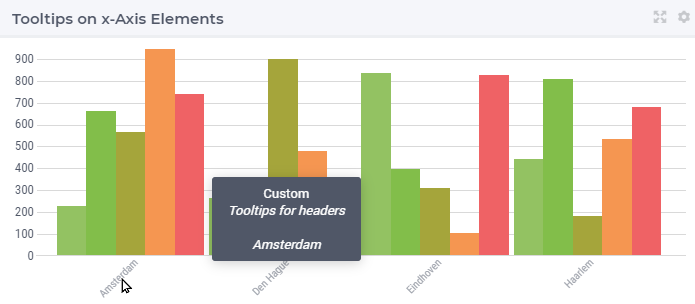 Tooltips on x-Axis Elements
900
800
700
600
500
400
300
200
100
0
Custom
Tooltips for headers
Amsterdam
Amsterdam
Den Hague
Eindhoven
Haarlem